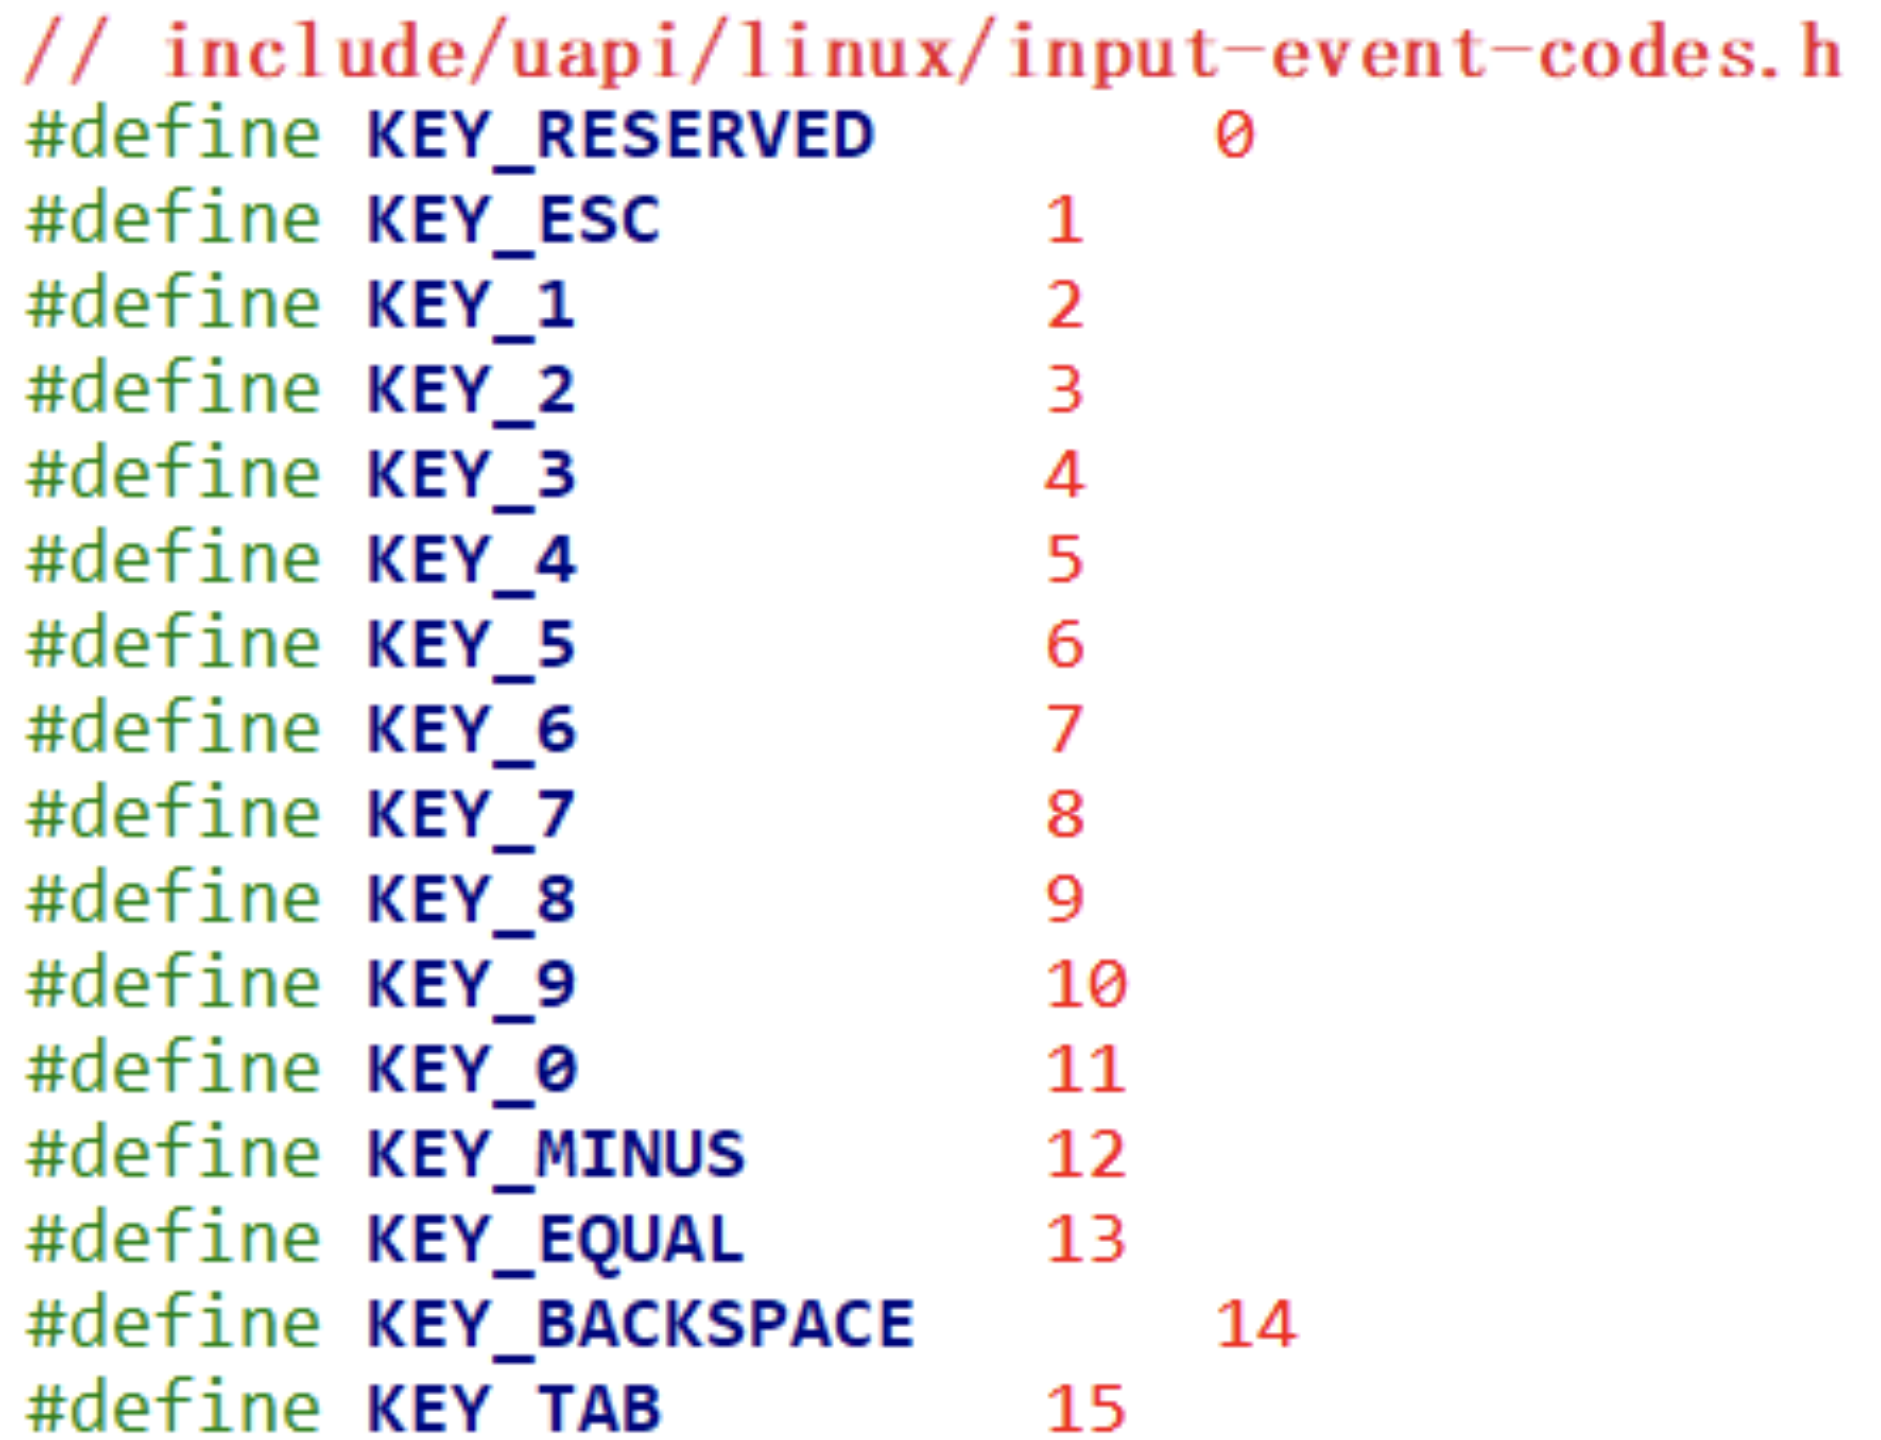 // include/uapi/linux/input-event-codes.h
#define KEY_RESERVED 0
#define KEY_ESC 1
#define KEY_1 2
#define KEY_2 3
#define KEY_3 4
#define KEY_4 5
#define KEY_5 6
#define KEY_6 7
#define KEY_7 8
#define KEY_8 9
#define KEY_9 10
#define KEY_0 11
#define KEY_MINUS 12
#define KEY_EQUAL 13
#define KEY_BACKSPACE 14
#define KEY TAB 15